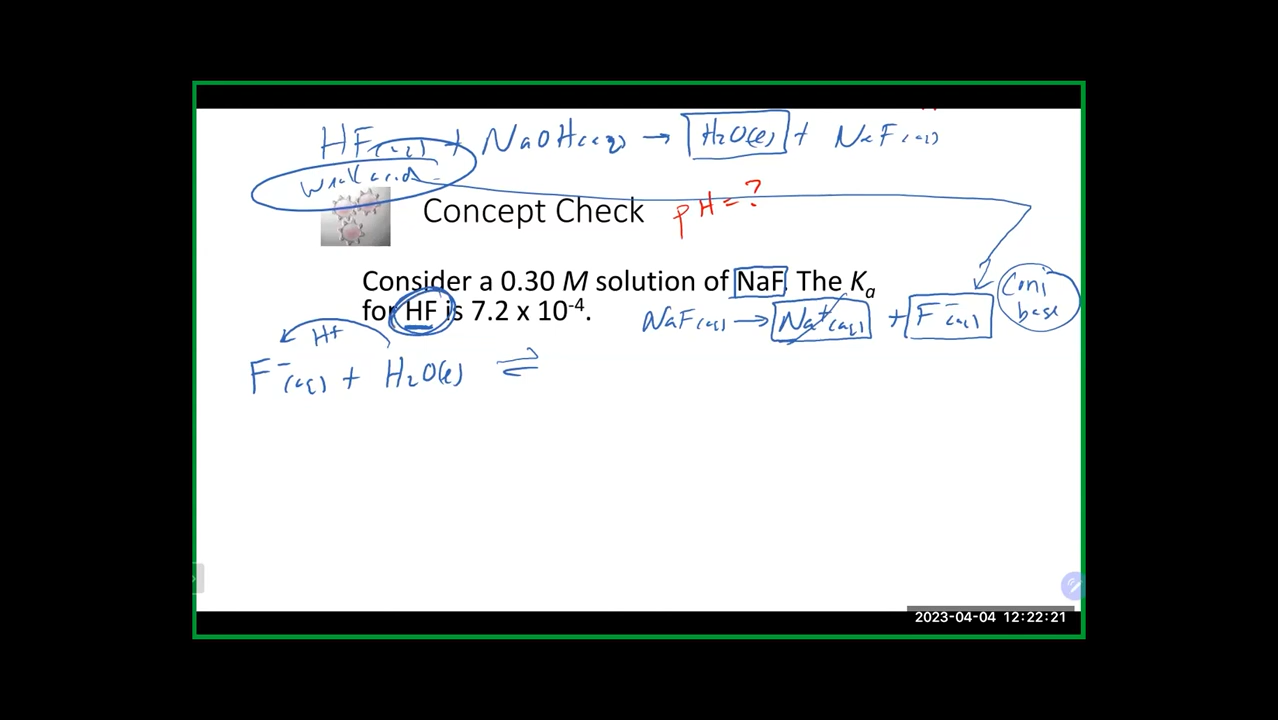 HF(aq) + NaOH(aq) → H2O(l) + NaF(aq)
weak acid
Concept Check pH = ?
Consider a 0.30 M solution of NaF. The Ka
for HF is 7.2 x 10-4.
NaF(aq) → Na+(aq) + F-(aq)
Conj
base
H+
F-(aq) + H2O(l) ⇌
2023-04-04 12:22:21